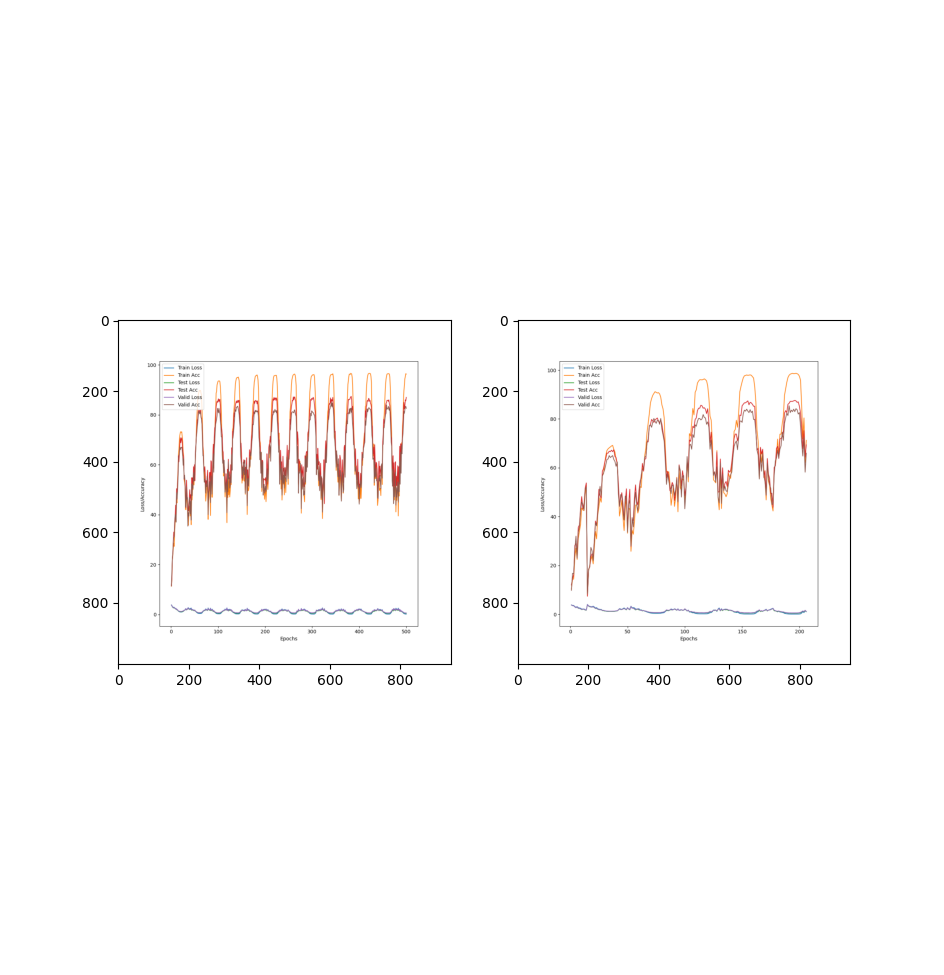 0
200
400
600
800
0 200 400 600 800
100
80
60
40
20
0
Loss/Accuracy
Train Loss
Train Acc
Test Loss
Test Acc
Valid Loss
Valid Acc
0 100 200 300 400 500
Epochs
0
200
400
600
800
0 200 400 600 800
100
80
60
40
20
0
Loss/Accuracy
Train Loss
Train Acc
Test Loss
Test Acc
Valid Loss
Valid Acc
0 50 100 150 200
Epochs